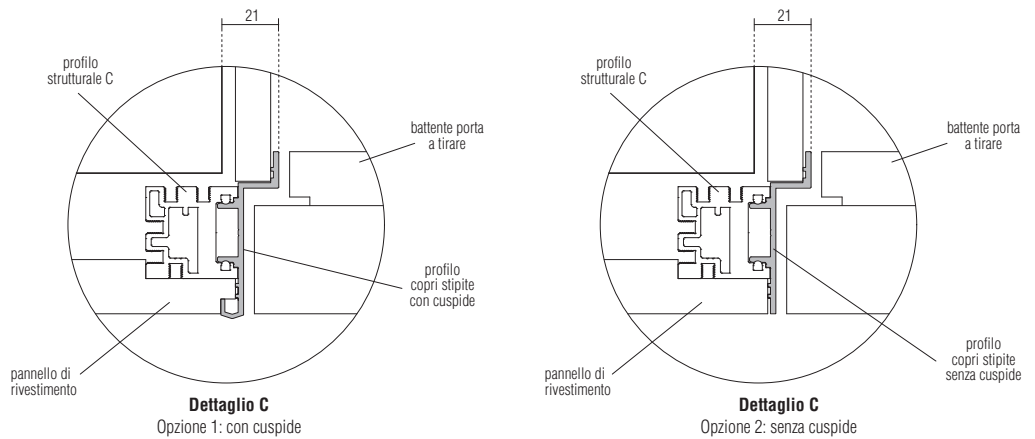 21
profilo
strutturale C
battente porta
a tirare
profilo
copri stipite
con cuspide
pannello di
rivestimento
Dettaglio C
Opzione 1: con cuspide
21
profilo
strutturale C
battente porta
a tirare
profilo
copri stipite
senza cuspide
pannello di
rivestimento
Dettaglio C
Opzione 2: senza cuspide